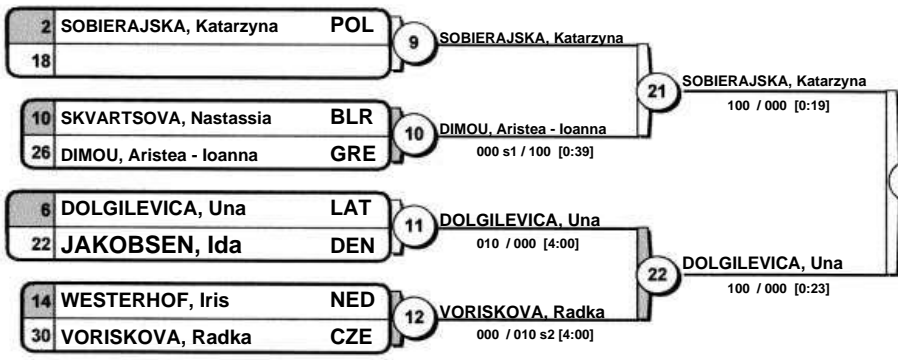 2 SOBIERAJSKA, Katarzyna POL
18
9
SOBIERAJSKA, Katarzyna
21
SOBIERAJSKA, Katarzyna
100 / 000 [0:19]
10 SKVARTSOVA, Nastassia BLR
26 DIMOU, Aristea - Ioanna GRE
10
DIMOU, Aristea - Ioanna
000 s1 / 100 [0:39]
6 DOLGILEVICA, Una LAT
22 JAKOBSEN, Ida DEN
11
DOLGILEVICA, Una
010 / 000 [4:00]
22
DOLGILEVICA, Una
100 / 000 [0:23]
14 WESTERHOF, Iris NED
30 VORISKOVA, Radka CZE
12
VORISKOVA, Radka
000 / 010 s2 [4:00]